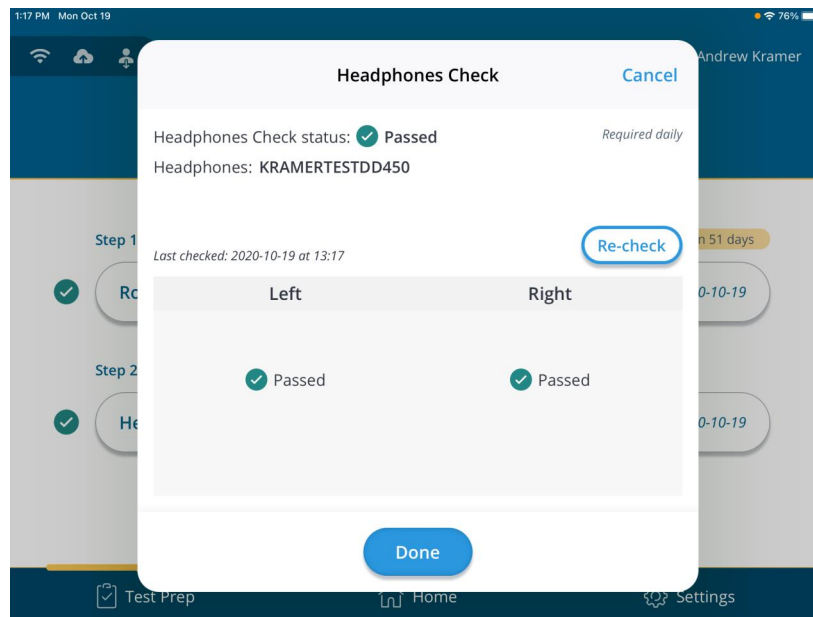 1:17 PM Mon Oct 19
76%
Andrew Kramer
Headphones Check
Cancel
Headphones Check status: Passed
Required daily
Headphones: KRAMERTESTDD450
Step 1
n 51 days
Last checked: 2020-10-19 at 13:17
Re-check
Left
Right
Ro
0-10-19
Passed
Passed
Step 2
He
0-10-19
Done
Test Prep
Home
Settings